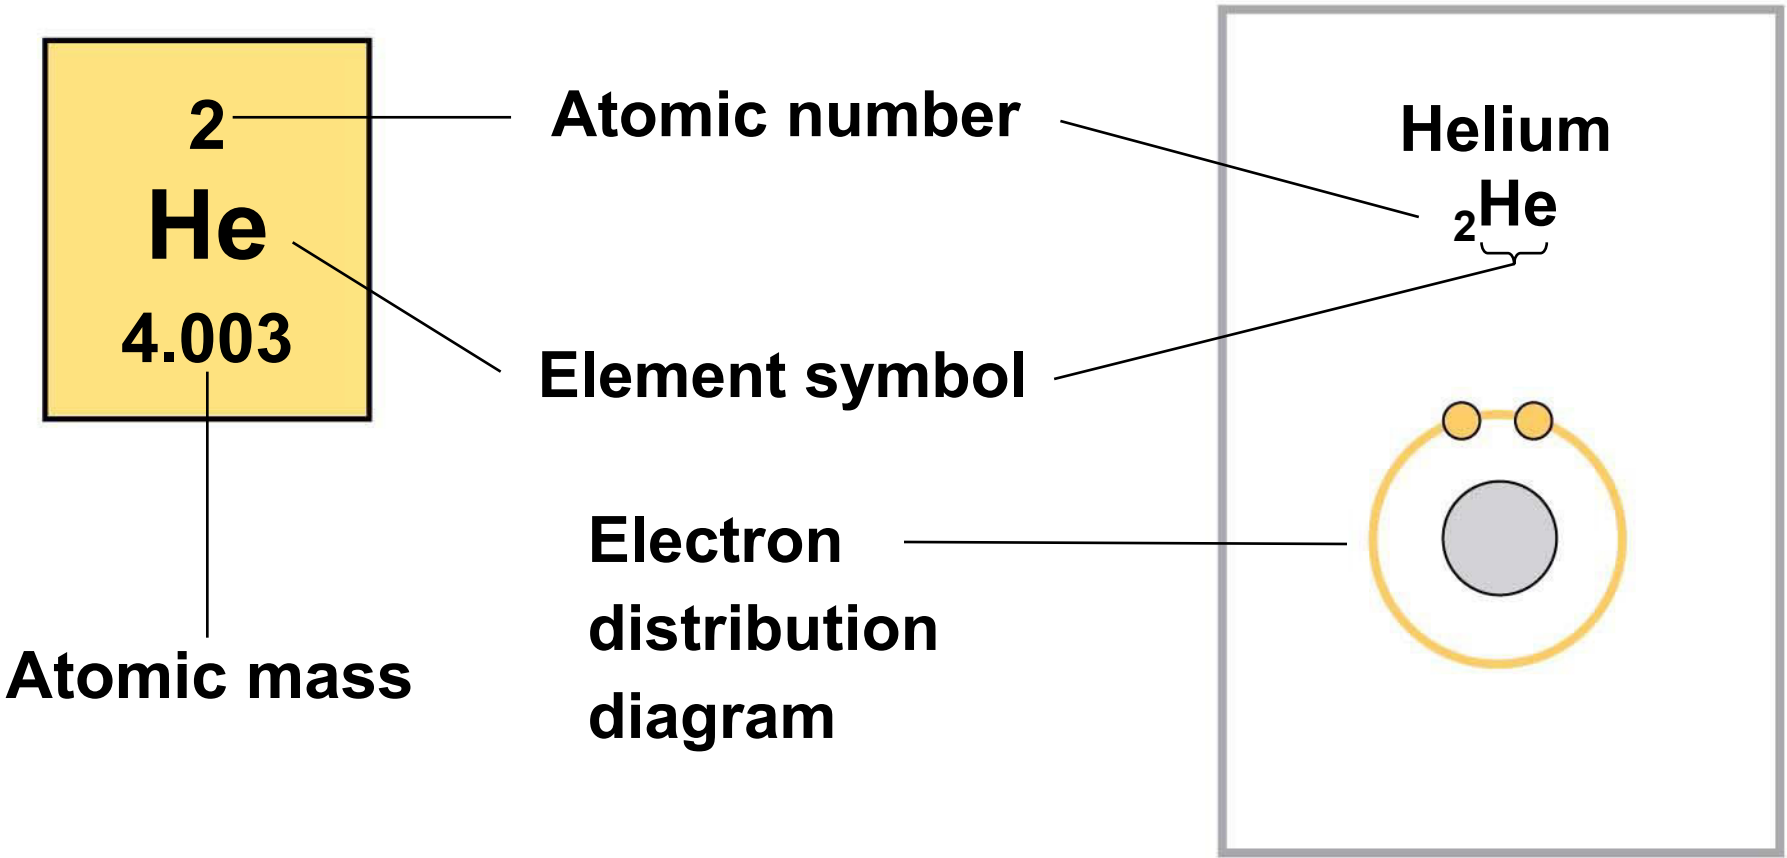 2
He
4.003
Atomic mass
Atomic number
Element symbol
Electron
distribution
diagram
Helium
₂He